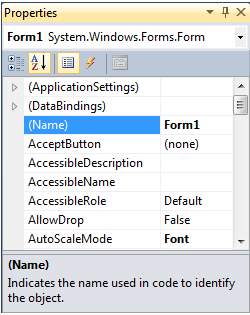 Properties
Form1 System.Windows.Forms.Form
(ApplicationSettings)
(DataBindings)
(Name) Form1
AcceptButton (none)
AccessibleDescription
AccessibleName
AccessibleRole Default
AllowDrop False
AutoScaleMode Font
(Name)
Indicates the name used in code to identify
the object.